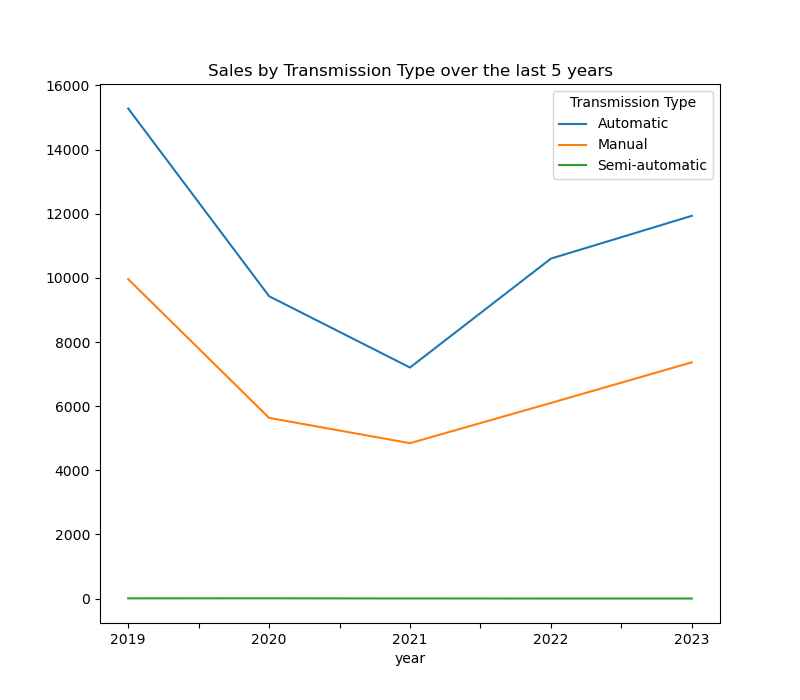 Sales by Transmission Type over the last 5 years
16000
14000
12000
10000
8000
6000
4000
2000
0
Transmission Type
Automatic
Manual
Semi-automatic
2019 2020 2021 2022 2023
year